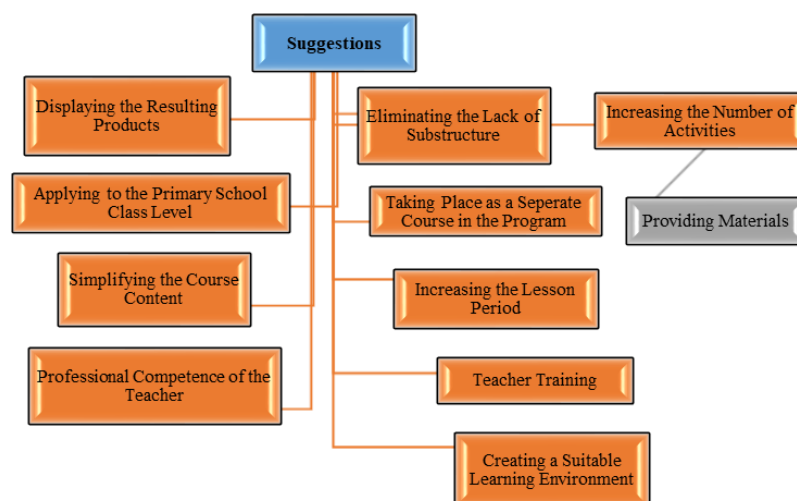 Suggestions
Displaying the Resulting
Products
Eliminating the Lack of
Substructure
Increasing the Number of
Activities
Applying to the Primary School
Class Level
Taking Place as a Seperate
Course in the Program
Providing Materials
Simplifying the Course
Content
Increasing the Lesson
Period
Professional Competence of the
Teacher
Teacher Training
Creating a Suitable
Learning Environment